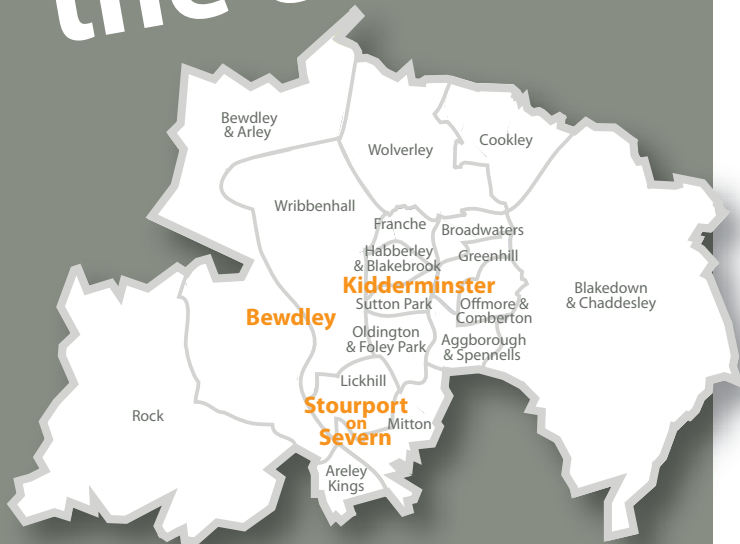 the
Bewdley
& Arley
Wolverley
Cookley
Wribbenhall
Franche
Broadwaters
Habberley
& Blakebrook
Greenhill
Kidderminster
Sutton Park
Offmore &
Comberton
Blakedown
& Chaddesley
Bewdley
Oldington
& Foley Park
Aggborough
& Spennells
Lickhill
Stourport
on
Severn
Mitton
Rock
Areley
Kings